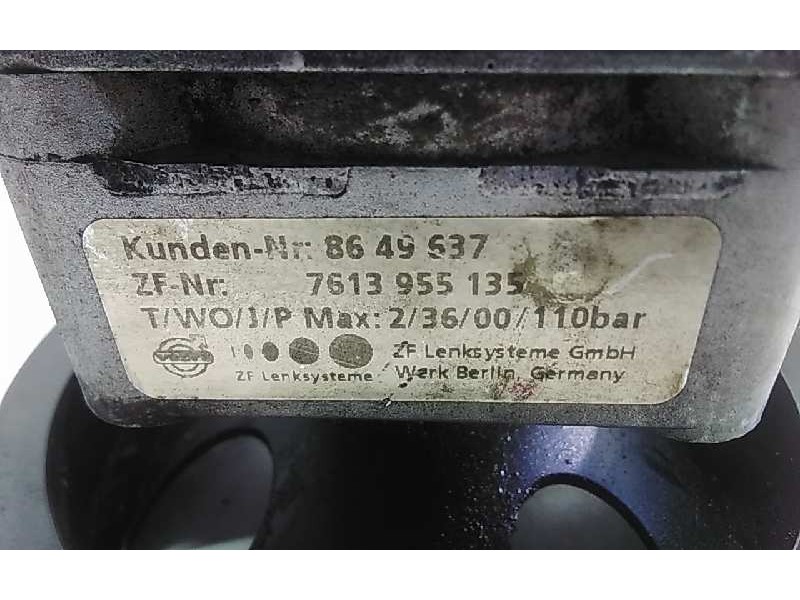 Kunden-Nr: 86 49 637
ZF-Nr: 7613 955 135
T/WO/J/P Max: 2/36/00/110bar
VOLVO ZF Lenksysteme GmbH
ZF Lenksysteme Werk Berlin, Germany